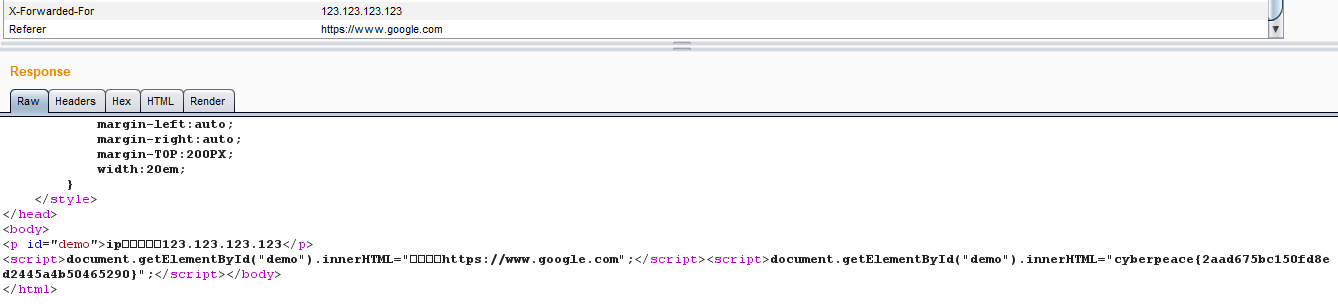 X-Forwarded-For 123.123.123.123
Referer https://www.google.com
Response
Raw Headers Hex HTML Render
margin-left:auto;
margin-right:auto;
margin-TOP:200PX;
width:20em;
}
</style>
</head>
<body>
<p id="demo">ip□□□□□123.123.123.123</p>
<script>document.getElementById("demo").innerHTML="□□□□https://www.google.com";</script><script>document.getElementById("demo").innerHTML="cyberpeace{2aad675bc150fd8e
d2445a4b50465290}";</script></body>
</html>